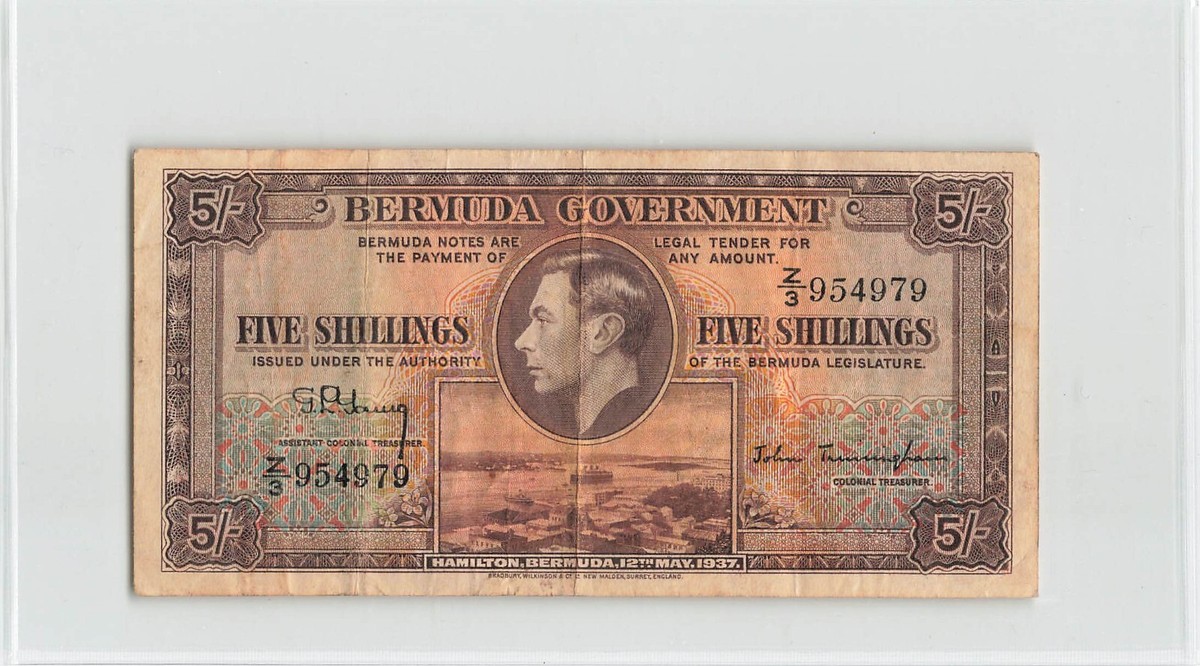 5/- BERMUDA GOVERNMENT 5/-
BERMUDA NOTES ARE LEGAL TENDER FOR
THE PAYMENT OF ANY AMOUNT.
Z/3 954979
FIVE SHILLINGS FIVE SHILLINGS
ISSUED UNDER THE AUTHORITY OF THE BERMUDA LEGISLATURE.
ASSISTANT COLONIAL TREASURER.
Z/3 954979
John Trimingham
COLONIAL TREASURER.
5/- 5/-
HAMILTON, BERMUDA, 12TH MAY, 1937.
BRADBURY, WILKINSON & Co. Ld. NEW MALDEN, SURREY, ENGLAND.